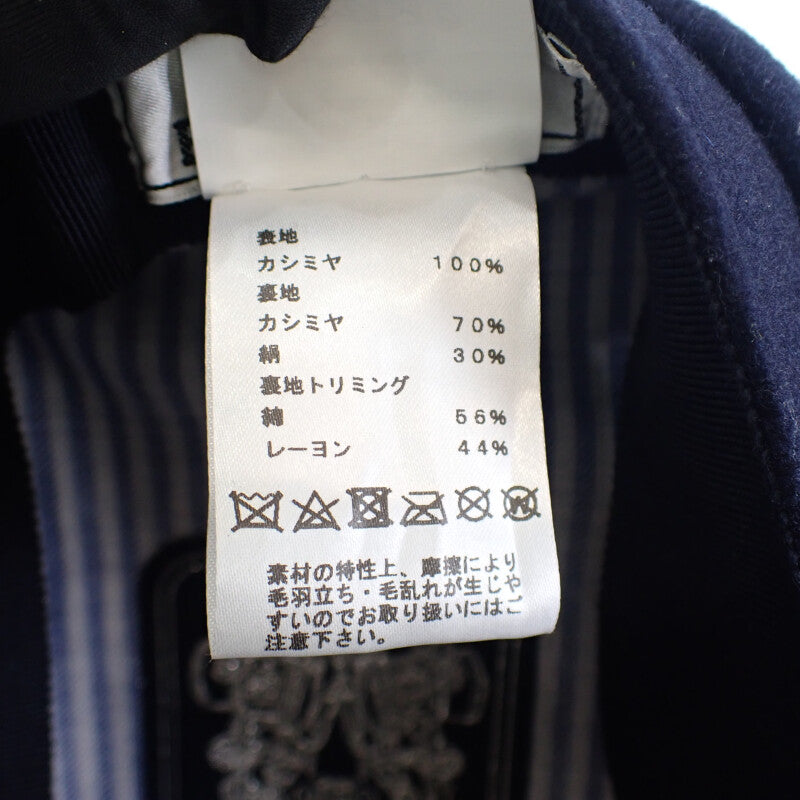 表地
カシミヤ 100%
裏地
カシミヤ 70%
絹 30%
裏地トリミング
綿 56%
レーヨン 44%
素材の特性上、摩擦により
毛羽立ち・毛乱れが生じや
すいのでお取り扱いにはご
注意下さい。